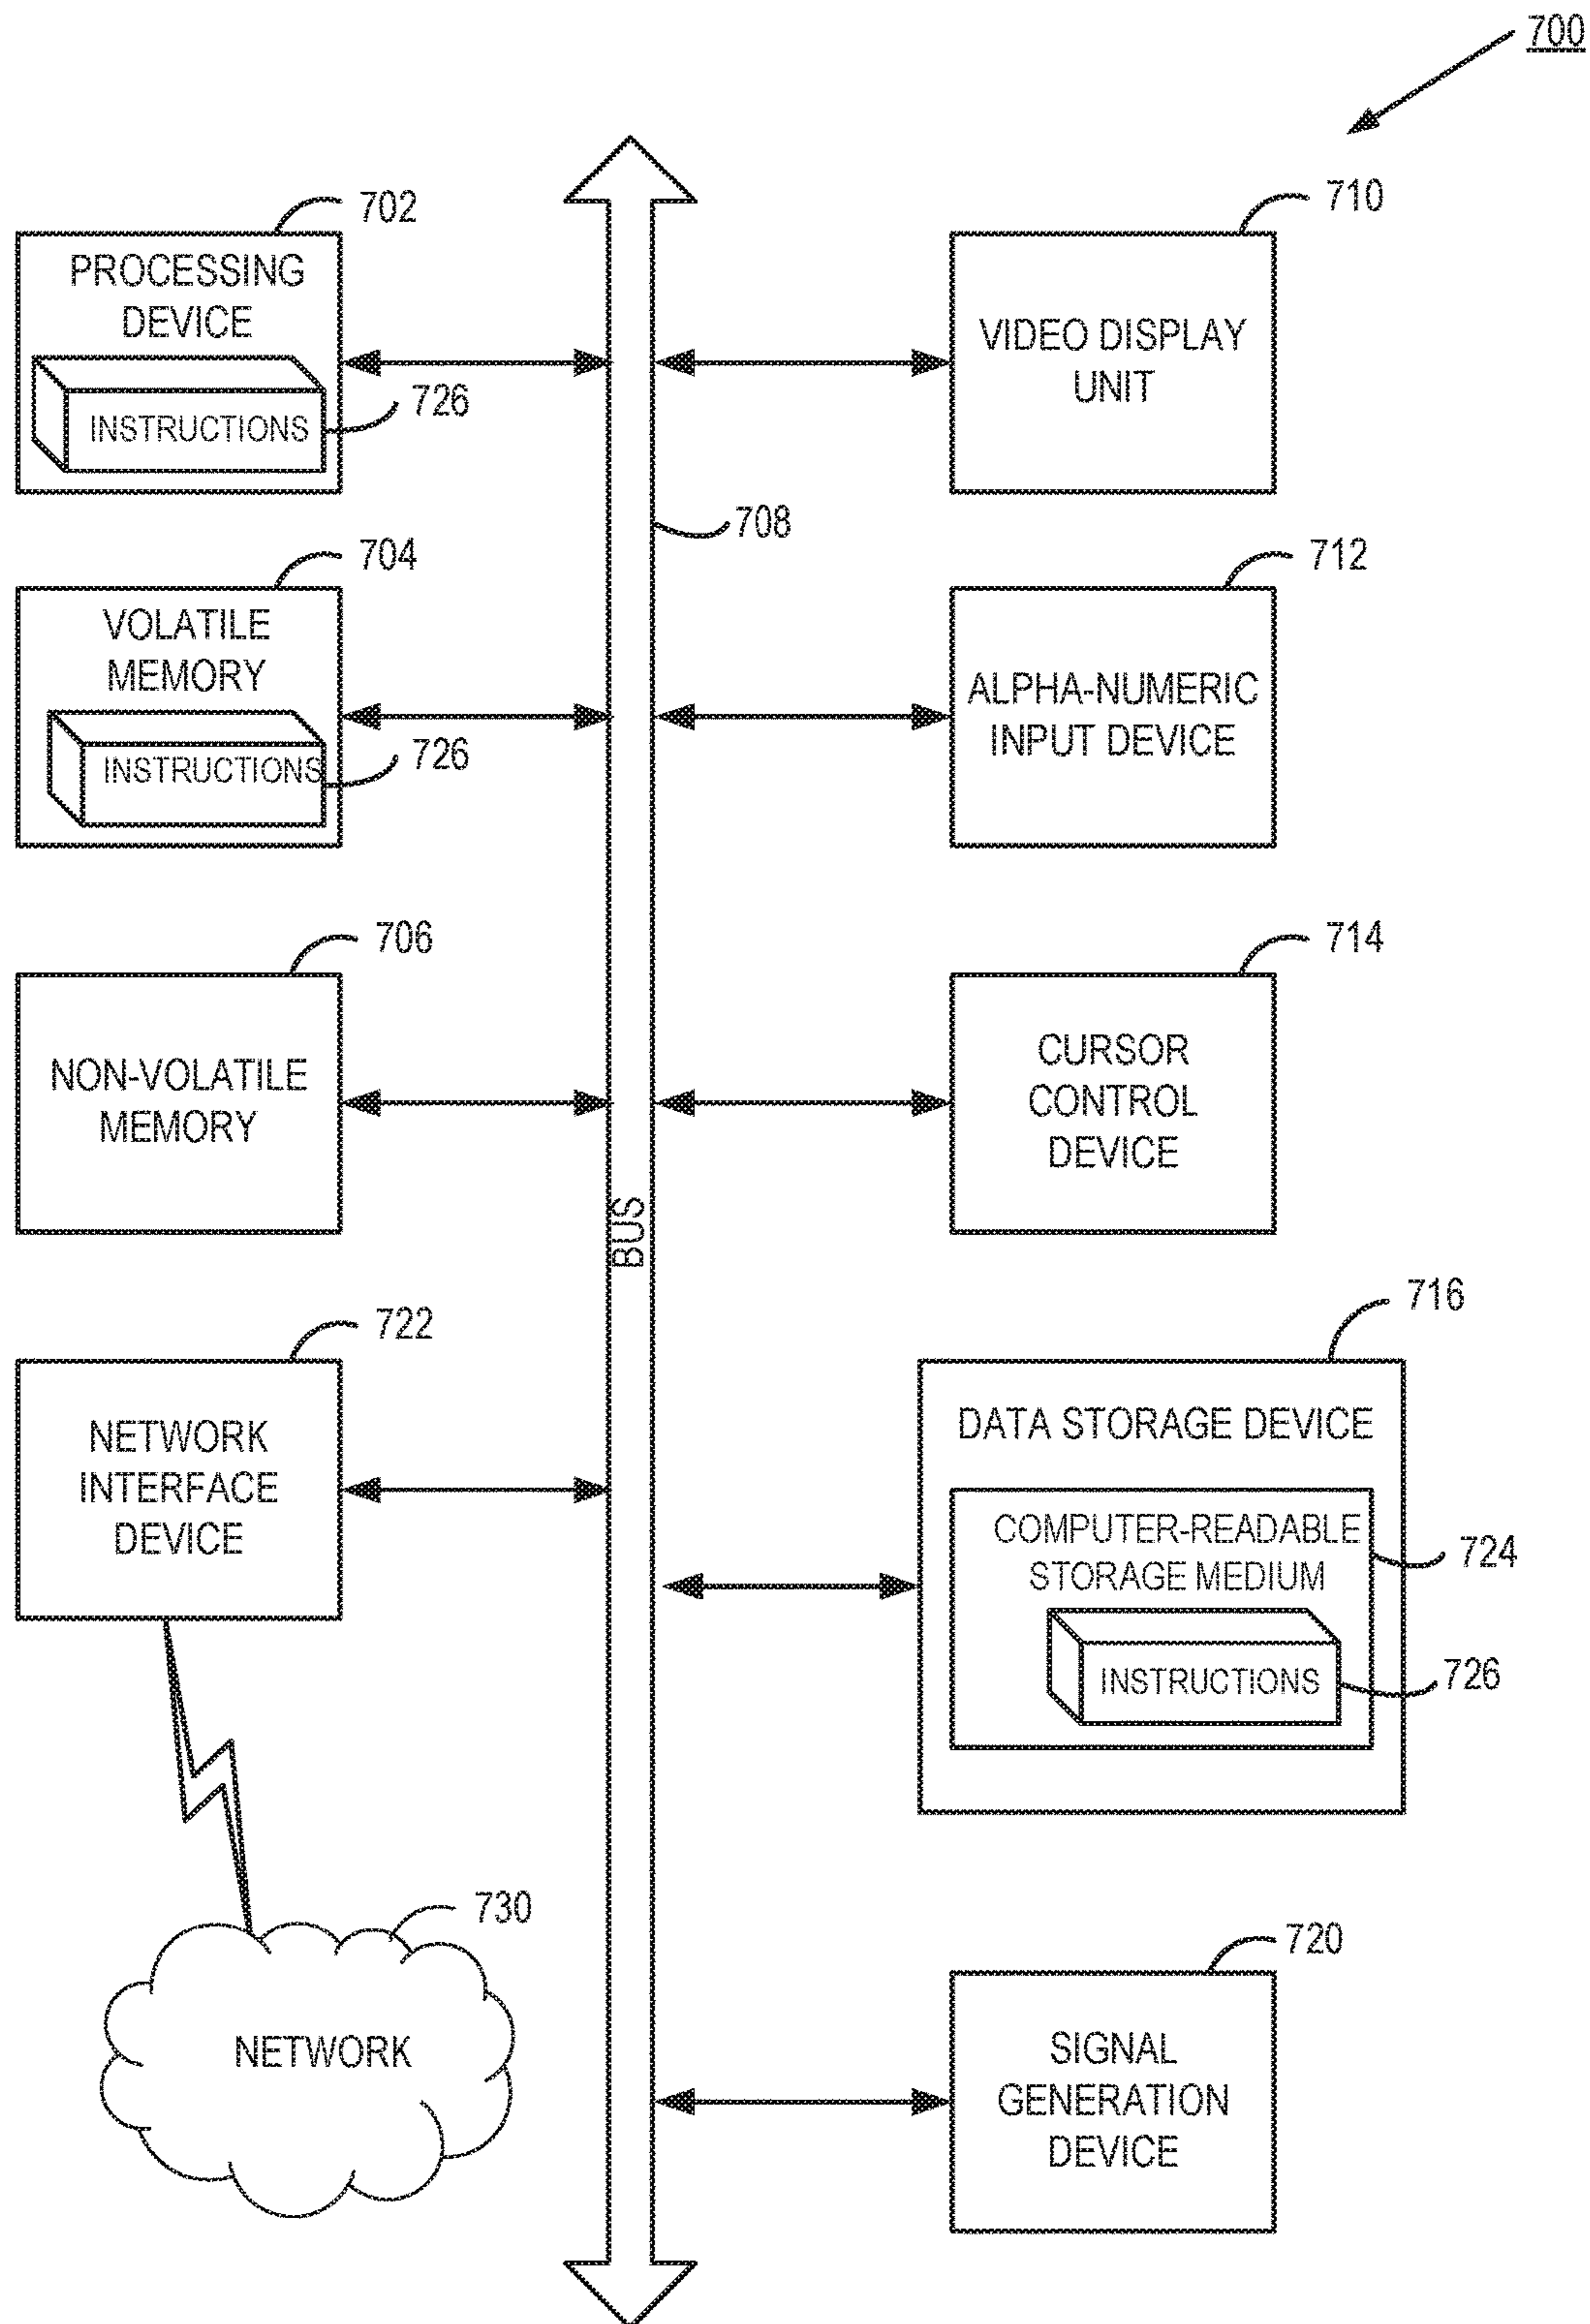 700
702
PROCESSING
DEVICE
INSTRUCTIONS
726
710
VIDEO DISPLAY
UNIT
708
704
VOLATILE
MEMORY
INSTRUCTIONS
726
712
ALPHA-NUMERIC
INPUT DEVICE
706
NON-VOLATILE
MEMORY
714
CURSOR
CONTROL
DEVICE
BUS
722
NETWORK
INTERFACE
DEVICE
716
DATA STORAGE DEVICE
COMPUTER-READABLE
STORAGE MEDIUM
724
INSTRUCTIONS
726
730
NETWORK
720
SIGNAL
GENERATION
DEVICE